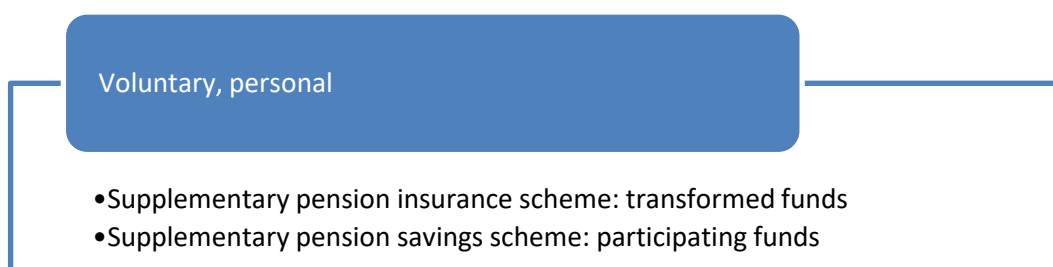 Voluntary, personal
•Supplementary pension insurance scheme: transformed funds
•Supplementary pension savings scheme: participating funds